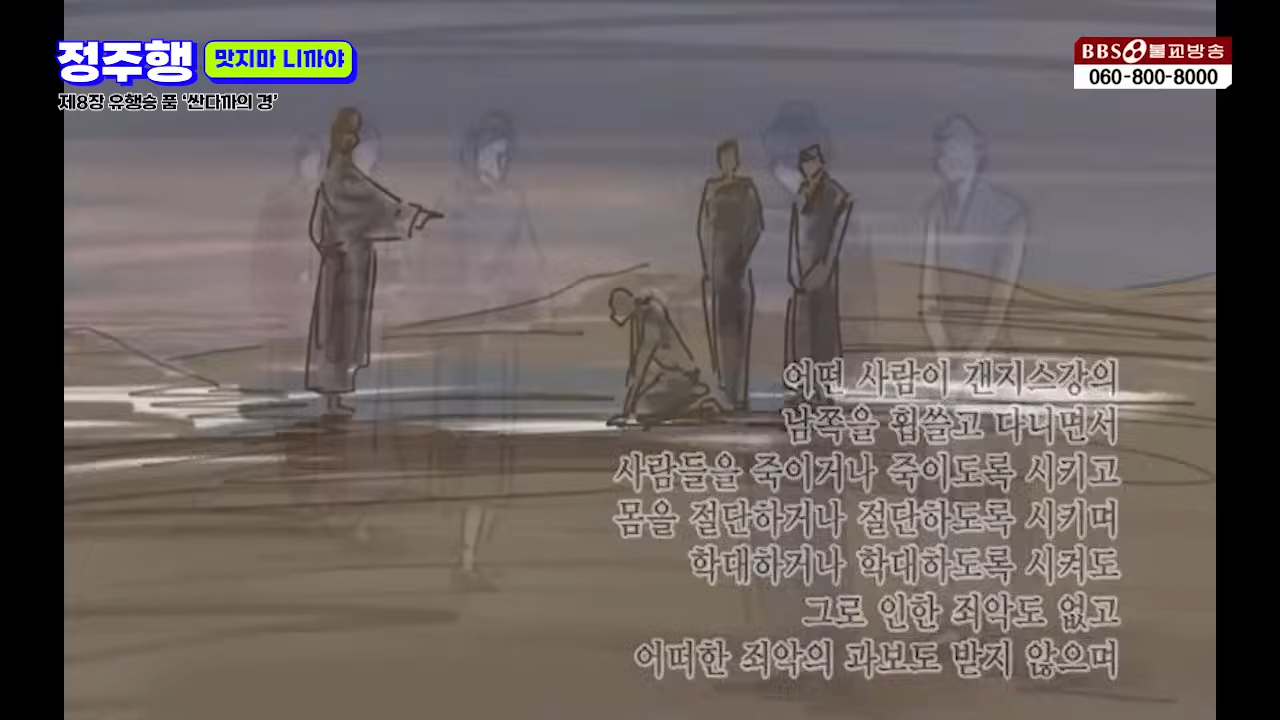 정주행 맛지마 니까야
제8장 유행승 품 ‘싼다까의 경’
BBS 불교방송
060-800-8000
어떤 사람이 갠지스강의
남쪽을 휩쓸고 다니면서
사람들을 죽이거나 죽이도록 시키고
몸을 절단하거나 절단하도록 시키며
학대하거나 학대하도록 시켜도
그로 인한 죄악도 없고
어떠한 죄악의 과보도 받지 않으며